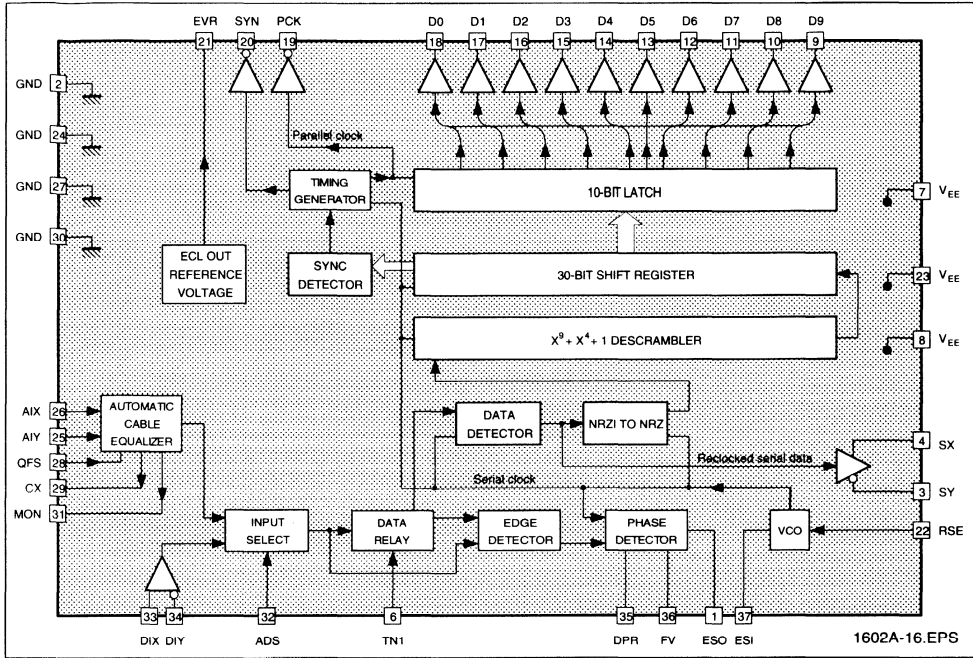 EVR SYN PCK D0 D1 D2 D3 D4 D5 D6 D7 D8 D9
21 20 19 18 17 16 15 14 13 12 11 10 9
GND 2
GND 24
GND 27
GND 30
Parallel clock
TIMING
GENERATOR
10-BIT LATCH
7 VEE
ECL OUT
REFERENCE
VOLTAGE
SYNC
DETECTOR
30-BIT SHIFT REGISTER
23 VEE
X9 + X4 + 1 DESCRAMBLER
8 VEE
AIX 26
AIY 25
QFS 28
CX 29
MON 31
AUTOMATIC
CABLE
EQUALIZER
DATA
DETECTOR
NRZI TO NRZ
Reclocked serial data
4 SX
3 SY
Serial clock
INPUT
SELECT
DATA
RELAY
EDGE
DETECTOR
PHASE
DETECTOR
VCO
22 RSE
33 34 32 6 35 36 1 37
DIX DIY ADS TN1 DPR FV ESO ESI
1602A-16.EPS